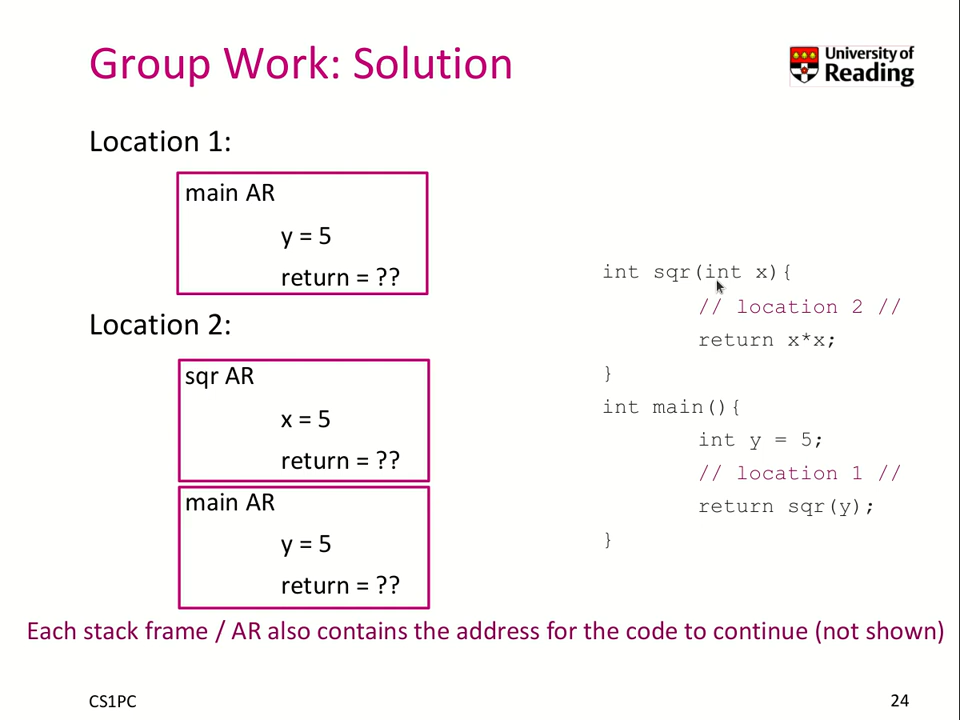 Group Work: Solution
University of
Reading
Location 1:
main AR
y = 5
return = ??
Location 2:
sqr AR
x = 5
return = ??
main AR
y = 5
return = ??
int sqr(int x){
// location 2 //
return x*x;
}
int main(){
int y = 5;
// location 1 //
return sqr(y);
}
Each stack frame / AR also contains the address for the code to continue (not shown)
CS1PC
24